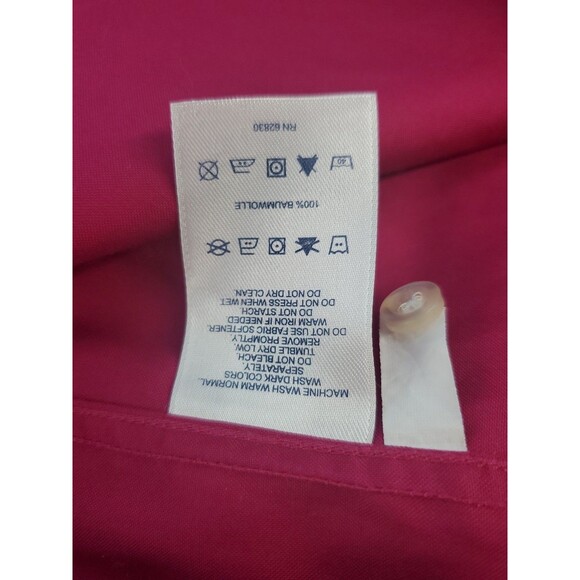 MACHINE WASH WARM NORMAL.
WASH DARK COLORS
SEPARATELY.
DO NOT BLEACH.
TUMBLE DRY LOW.
REMOVE PROMPTLY.
DO NOT USE FABRIC SOFTENER.
WARM IRON IF NEEDED.
DO NOT STARCH.
DO NOT PRESS WHEN WET.
DO NOT DRY CLEAN.
100% BAUMWOLLE
40
RN 62830